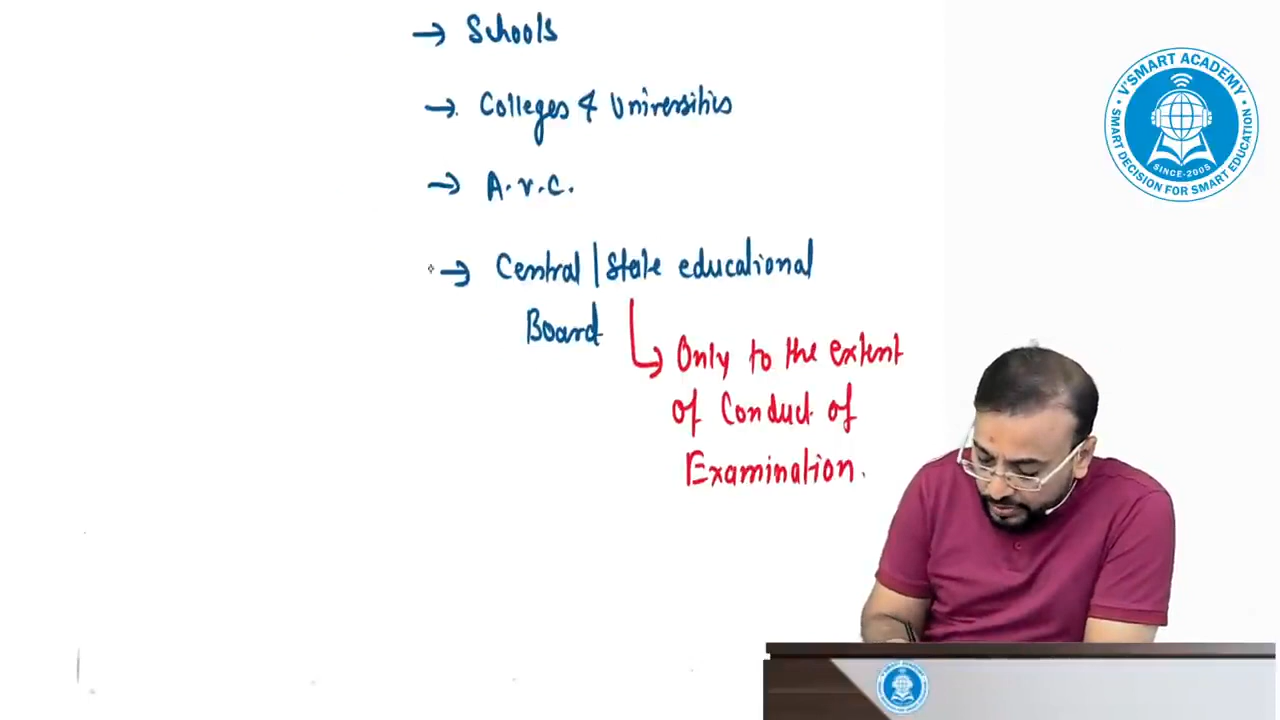 → Schools
→ Colleges & Universities
→ A.V.C.
→ Central | State educational
Board
↳ Only to the extent
of Conduct of
Examination.
V'SMART ACADEMY
SINCE-2005
SMART DECISION FOR SMART EDUCATION